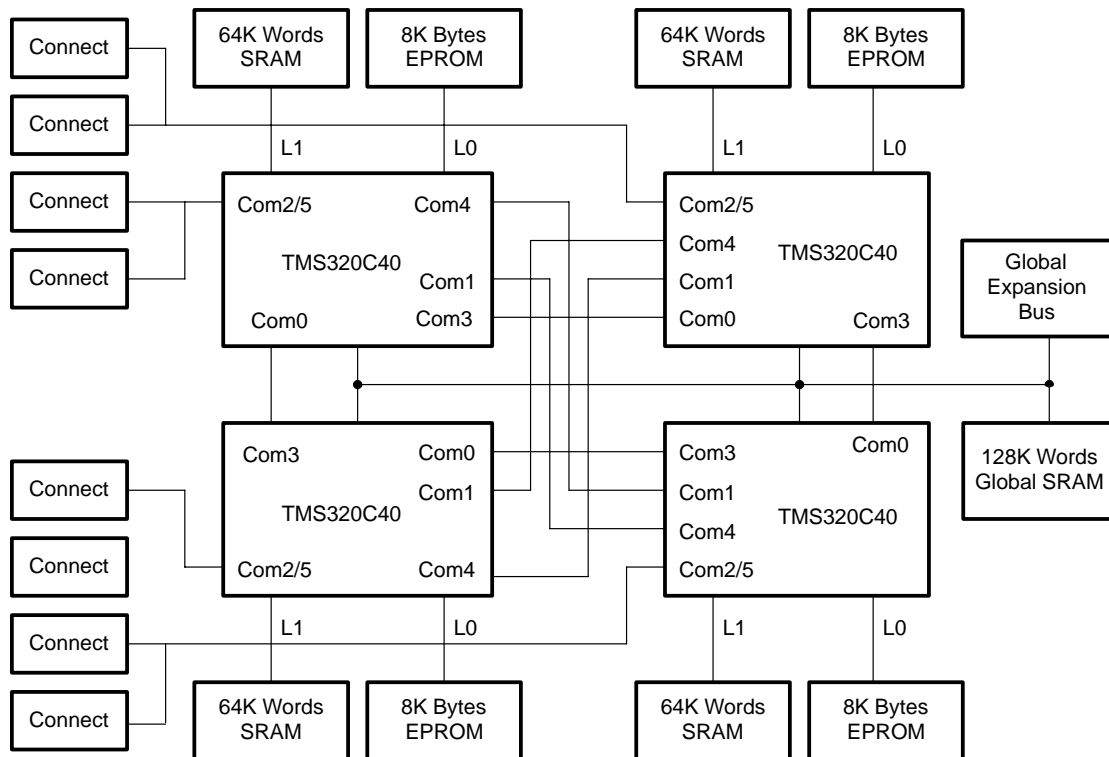 Connect
64K Words
SRAM
8K Bytes
EPROM
64K Words
SRAM
8K Bytes
EPROM
Connect
L1
L0
L1
L0
Connect
Com2/5
Com4
Com2/5
Com4
TMS320C40
TMS320C40
Connect
Com1
Com1
Global
Expansion
Bus
Com0
Com3
Com0
Com3
Com3
Com0
Com3
Com0
128K Words
Global SRAM
Connect
Com1
Com1
TMS320C40
TMS320C40
Com4
Connect
Com2/5
Com4
Com2/5
Connect
L1
L0
L1
L0
Connect
64K Words
SRAM
8K Bytes
EPROM
64K Words
SRAM
8K Bytes
EPROM